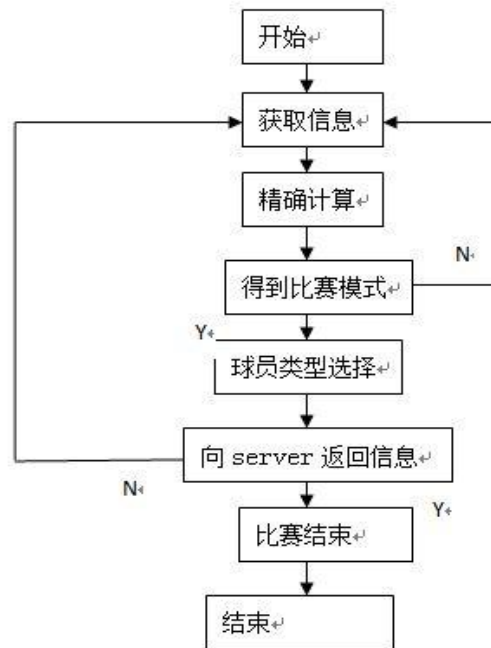 开始
获取信息
精确计算
得到比赛模式
N
Y
球员类型选择
向 server 返回信息
N
Y
比赛结束
结束